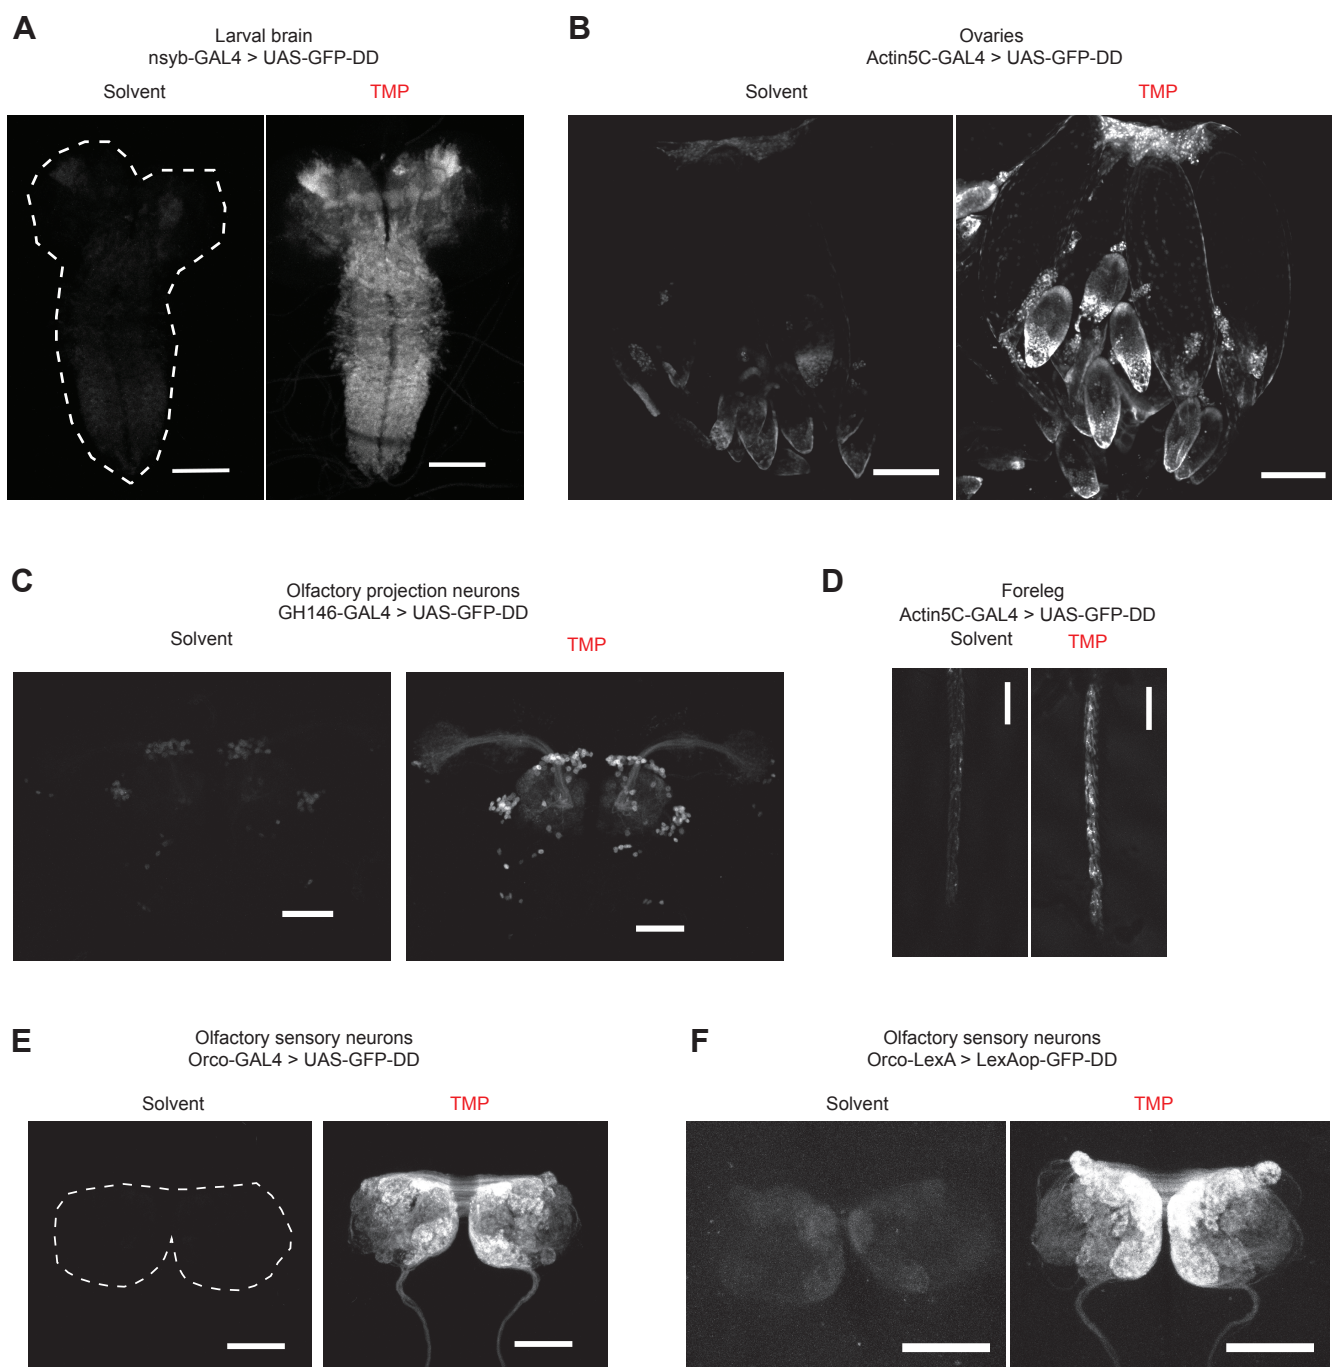 A
Larval brain
nsyb-GAL4 > UAS-GFP-DD
Solvent
TMP
B
Ovaries
Actin5C-GAL4 > UAS-GFP-DD
Solvent
TMP
C
Olfactory projection neurons
GH146-GAL4 > UAS-GFP-DD
Solvent
TMP
D
Foreleg
Actin5C-GAL4 > UAS-GFP-DD
Solvent
TMP
E
Olfactory sensory neurons
Orco-GAL4 > UAS-GFP-DD
Solvent
TMP
F
Olfactory sensory neurons
Orco-LexA > LexAop-GFP-DD
Solvent
TMP